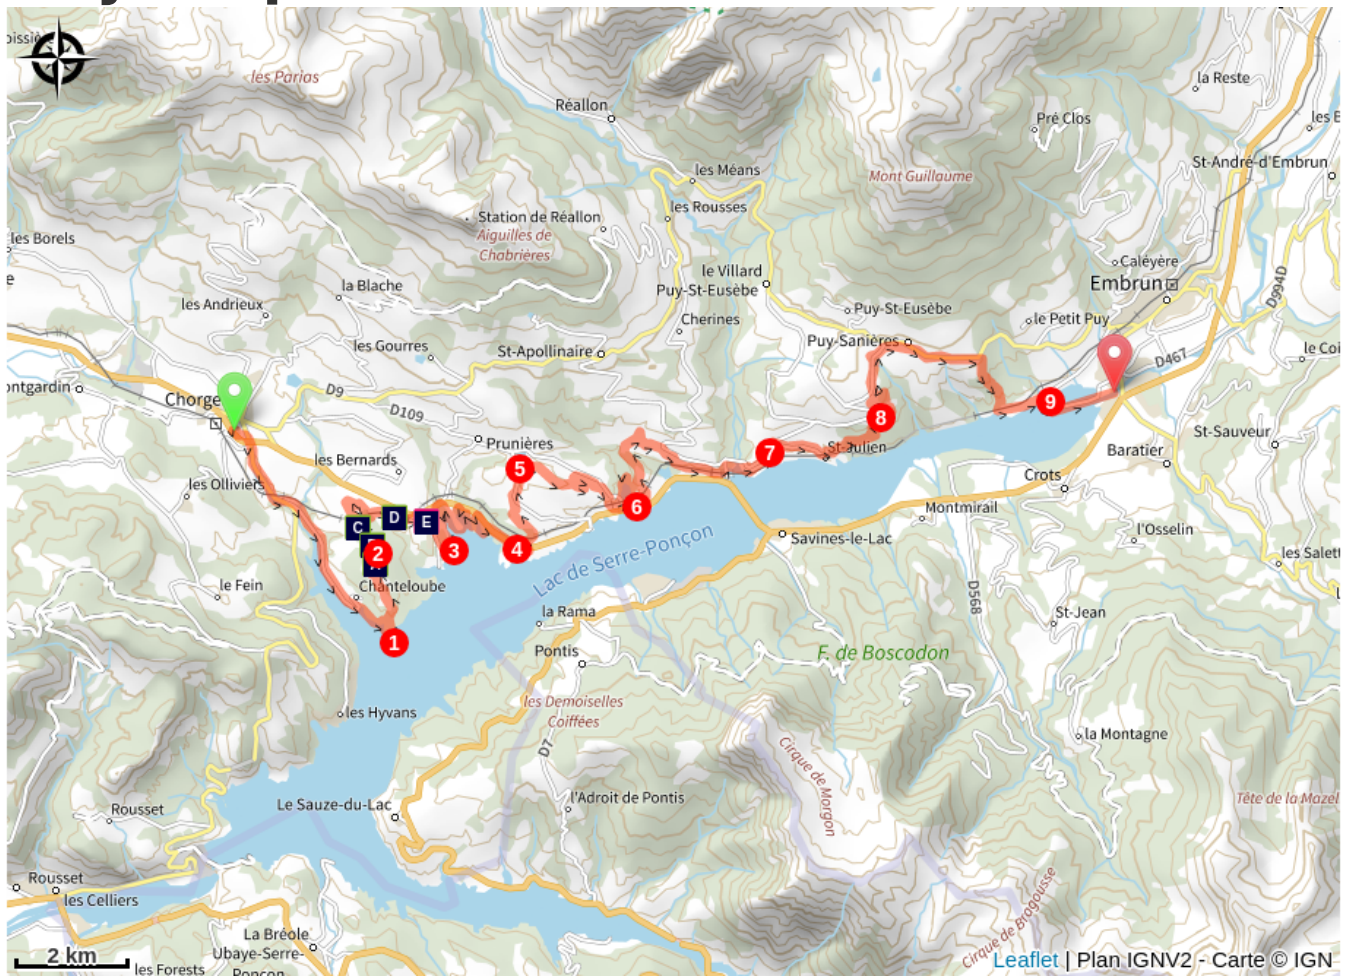 les Parias
la Reste
Réallon
Pré Clos
les B
St-André-d'Embrun
les Méans
Mont Guillaume
les Rousses
Station de Réallon
Aiguilles de
Chabrières
les Borels
le Villard
Puy-St-Eusèbe
Caléyère
Embrun
D994D
la Blache
les Andrieux
Cherines
Puy-St-Eusèbe
le Petit Puy
les Gourres
St-Apollinaire
Puy-Sanières
D467
les Coi
ontgardin
Chorge
D9
D109
9
8
Prunières
St-Sauveur
les Bernards
5
7
St-Julien
Baratier
les Olliviers
Crots
6
C
D
E
Montmirail
l'Osselin
2
3
4
Lac de Serre-Ponçon
Savines-le-Lac
les Salett
le Fein
Chanteloube
D568
la Rama
St-Jean
1
Pontis
F. de Boscodon
les Demoiselles
Coiffées
les Hyvans
D7
Cirque de Morgon
la Montagne
Rousset
Le Sauze-du-Lac
l'Adroit de Pontis
Tête de la Mazel
Rousset
les Celliers
Cirque de Bragousse
La Bréole
Ubaye-Serre-
Ponçon
2 km
les Forests
Leaflet | Plan IGNV2 - Carte © IGN